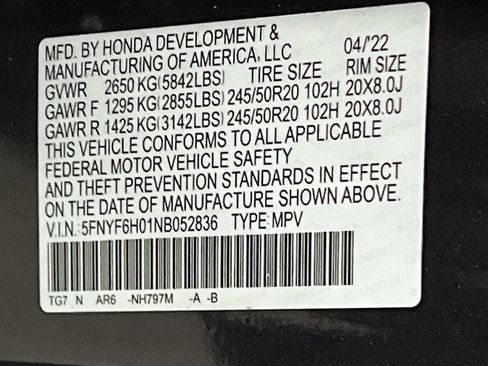 MFD. BY HONDA DEVELOPMENT &
MANUFACTURING OF AMERICA, LLC 04/'22
GVWR 2650 KG(5842LBS) TIRE SIZE RIM SIZE
GAWR F 1295 KG(2855LBS) 245/50R20 102H 20X8.0J
GAWR R 1425 KG(3142LBS) 245/50R20 102H 20X8.0J
THIS VEHICLE CONFORMS TO ALL APPLICABLE
FEDERAL MOTOR VEHICLE SAFETY
AND THEFT PREVENTION STANDARDS IN EFFECT
ON THE DATE OF MANUFACTURE SHOWN ABOVE.
V.I.N.: 5FNYF6H01NB052836 TYPE: MPV
TG7 N AR6 -NH797M -A -B